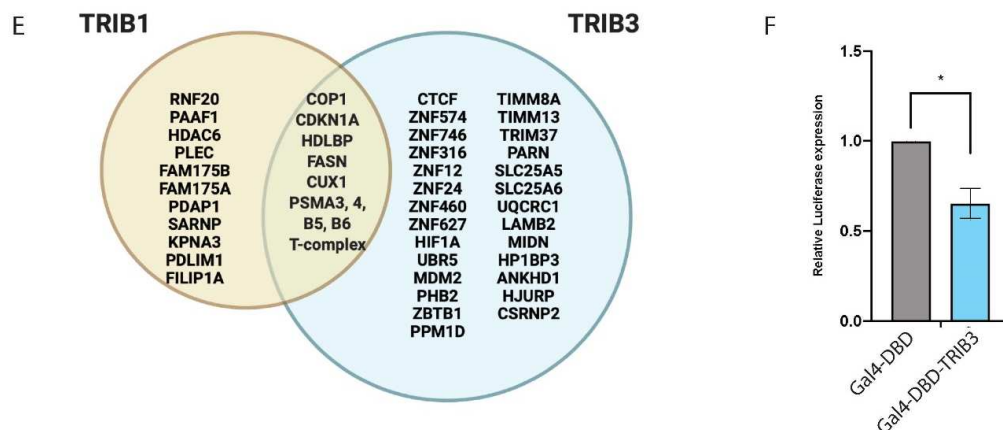 E
TRIB1
TRIB3
RNF20
PAAF1
HDAC6
PLEC
FAM175B
FAM175A
PDAP1
SARNP
KPNA3
PDLIM1
FILIP1A
COP1
CDKN1A
HDLBP
FASN
CUX1
PSMA3, 4,
B5, B6
T-complex
CTCF
ZNF574
ZNF746
ZNF316
ZNF12
ZNF24
ZNF460
ZNF627
HIF1A
UBR5
MDM2
PHB2
ZBTB1
PPM1D
TIMM8A
TIMM13
TRIM37
PARN
SLC25A5
SLC25A6
UQCRC1
LAMB2
MIDN
HP1BP3
ANKHD1
HJURP
CSRNP2
F
Relative Luciferase expression
1.5
1.0
0.5
0.0
*
Gal4-DBD
Gal4-DBD-TRIB3